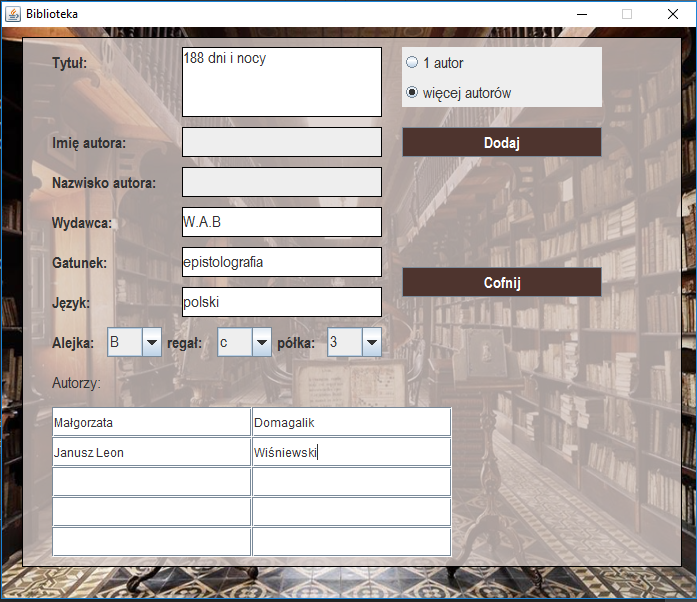 Biblioteka
Tytuł: 188 dni i nocy
1 autor
więcej autorów
Imię autora:
Dodaj
Nazwisko autora:
Wydawca: W.A.B
Gatunek: epistolografia
Cofnij
Język: polski
Alejka: B regał: c półka: 3
Autorzy:
Małgorzata Domagalik
Janusz Leon Wiśniewski